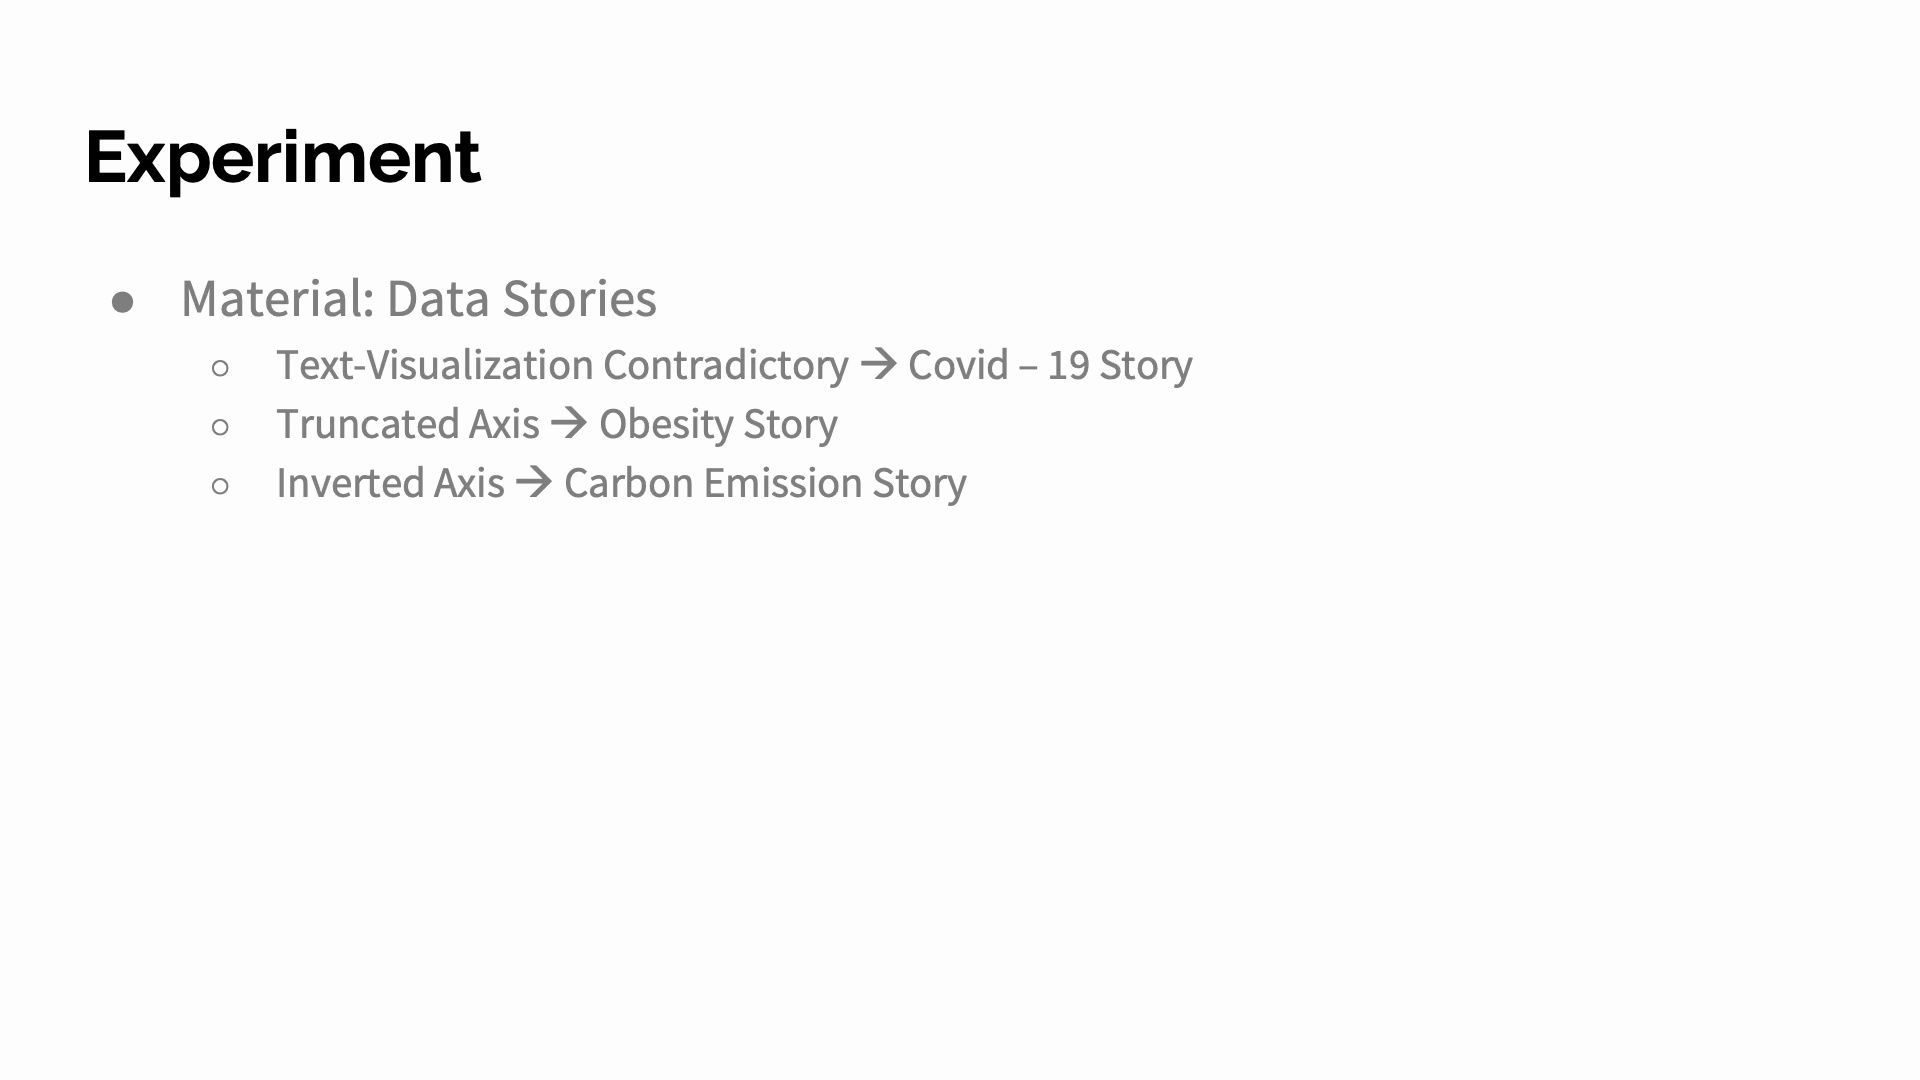 Experiment
● Material: Data Stories
○ Text-Visualization Contradictory → Covid – 19 Story
○ Truncated Axis → Obesity Story
○ Inverted Axis → Carbon Emission Story